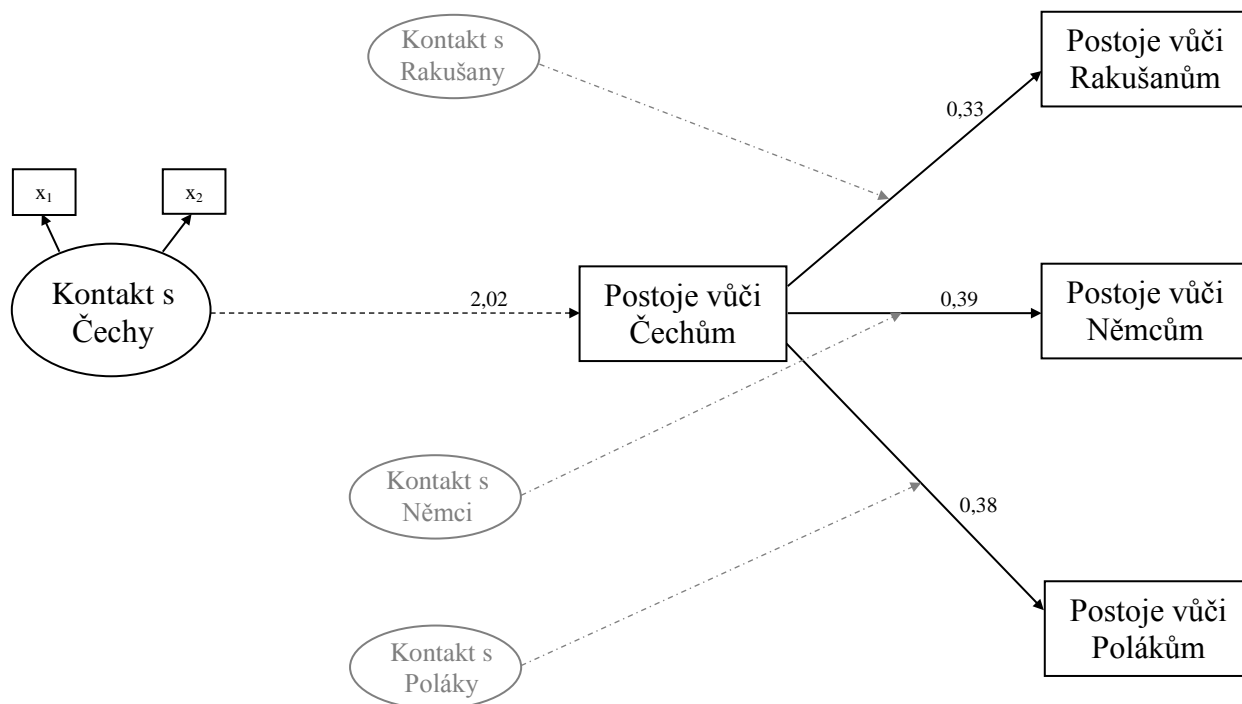 Kontakt s
Rakušany
Postoje vůči
Rakušanům
0,33
x₁
x₂
Kontakt s
Čechy
2,02
Postoje vůči
Čechům
0,39
Postoje vůči
Němcům
Kontakt s
Němci
0,38
Kontakt s
Poláky
Postoje vůči
Polákům